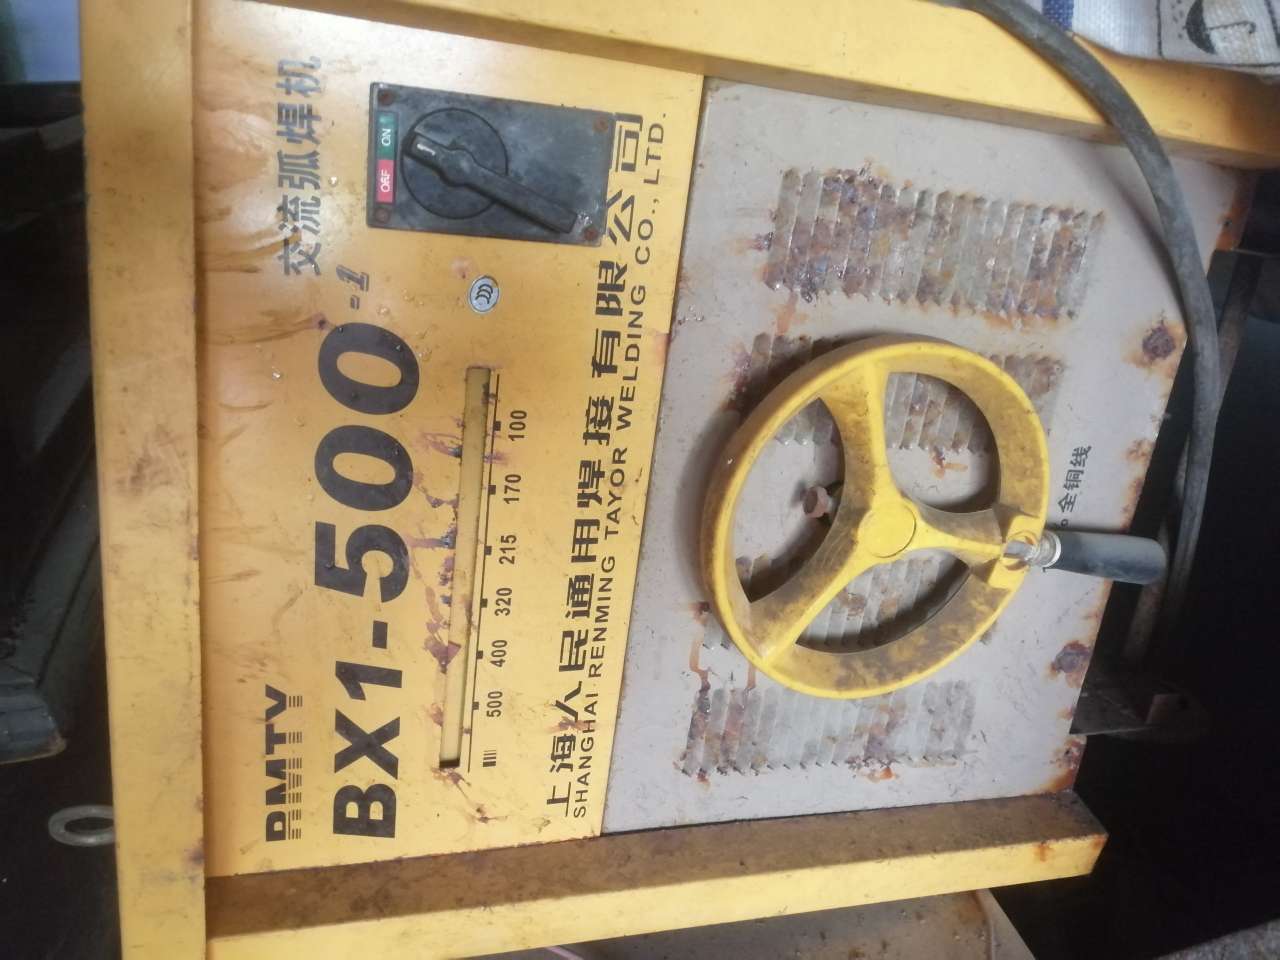 RMTY
交流弧焊机
BX1-500-1
ON
OFF
500 400 320 215 170 100
上海人民通用焊接有限公司
SHANGHAI RENMING TAYOR WELDING CO., LTD.
% 全铜线